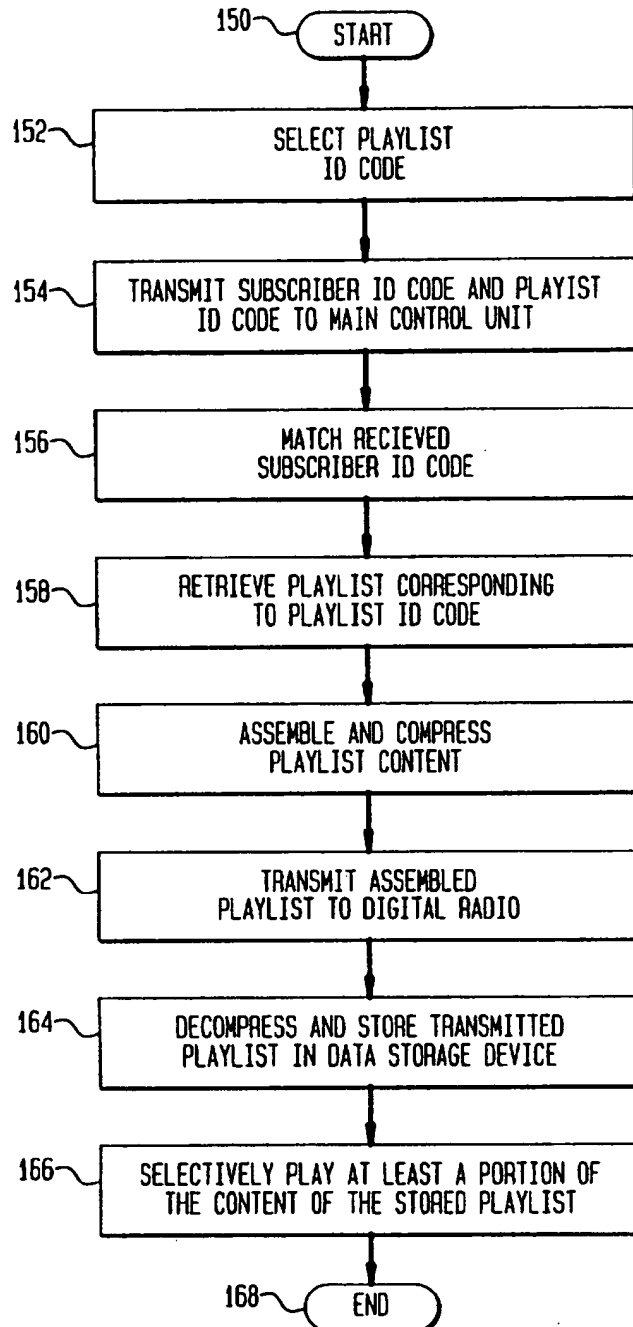 150
START
152
SELECT PLAYLIST
ID CODE
154
TRANSMIT SUBSCRIBER ID CODE AND PLAYIST
ID CODE TO MAIN CONTROL UNIT
156
MATCH RECIEVED
SUBSCRIBER ID CODE
158
RETRIEVE PLAYLIST CORRESPONDING
TO PLAYLIST ID CODE
160
ASSEMBLE AND COMPRESS
PLAYLIST CONTENT
162
TRANSMIT ASSEMBLED
PLAYLIST TO DIGITAL RADIO
164
DECOMPRESS AND STORE TRANSMITTED
PLAYLIST IN DATA STORAGE DEVICE
166
SELECTIVELY PLAY AT LEAST A PORTION OF
THE CONTENT OF THE STORED PLAYLIST
168
END